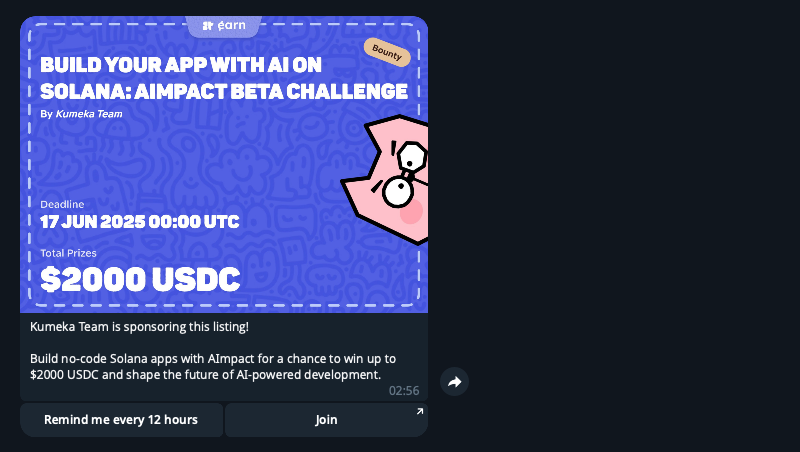 earn
Bounty
BUILD YOUR APP WITH AI ON
SOLANA: AIMPACT BETA CHALLENGE
By Kumeka Team
Deadline
17 JUN 2025 00:00 UTC
Total Prizes
$2000 USDC
Kumeka Team is sponsoring this listing!
Build no-code Solana apps with AImpact for a chance to win up to
$2000 USDC and shape the future of AI-powered development.
02:56
Remind me every 12 hours
Join